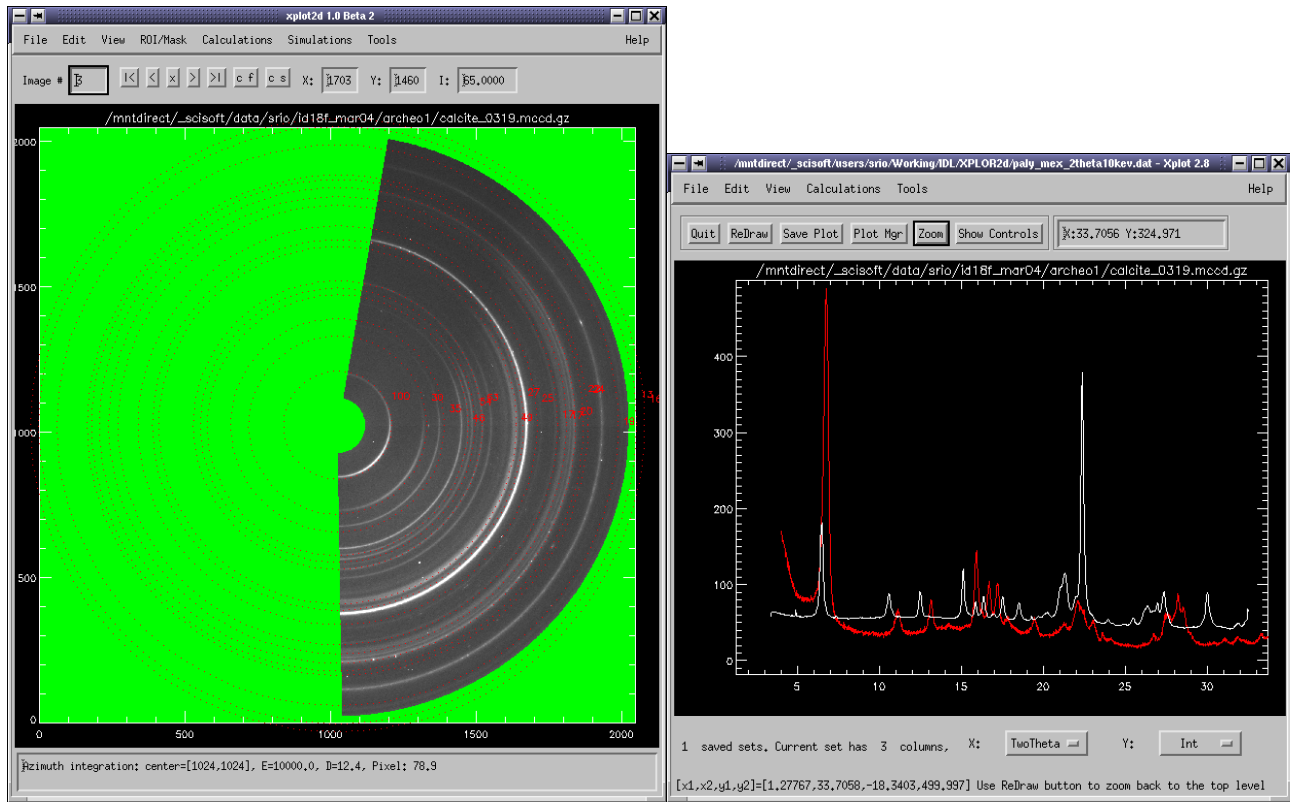 xplot2d 1.0 Beta 2
File Edit View ROI/Mask Calculations Simulations Tools Help
Image # 3 |< < x > >| c f c s X: 1703 Y: 1460 I: 65.0000
/mntdirect/_scisoft/data/srio/id18f_mar04/archeo1/calcite_0319.mccd.gz
2000
1500
1000
500
0
0 500 1000 1500 2000
100
Azimuth integration: center=[1024,1024], E=10000.0, D=12.4, Pixel: 78.9
/mntdirect/_scisoft/users/srio/Working/IDL/XPLOR2d/paly_mex_2theta10kev.dat - Xplot 2.8
File Edit View Calculations Tools Help
Quit ReDraw Save Plot Plot Mgr Zoom Show Controls X:33.7056 Y:324.971
/mntdirect/_scisoft/data/srio/id18f_mar04/archeo1/calcite_0319.mccd.gz
400
300
200
100
0
5 10 15 20 25 30
1 saved sets. Current set has 3 columns, X: TwoTheta Y: Int
[x1,x2,y1,y2]=[1.27767,33.7058,-18.3403,499.997] Use ReDraw button to zoom back to the top level